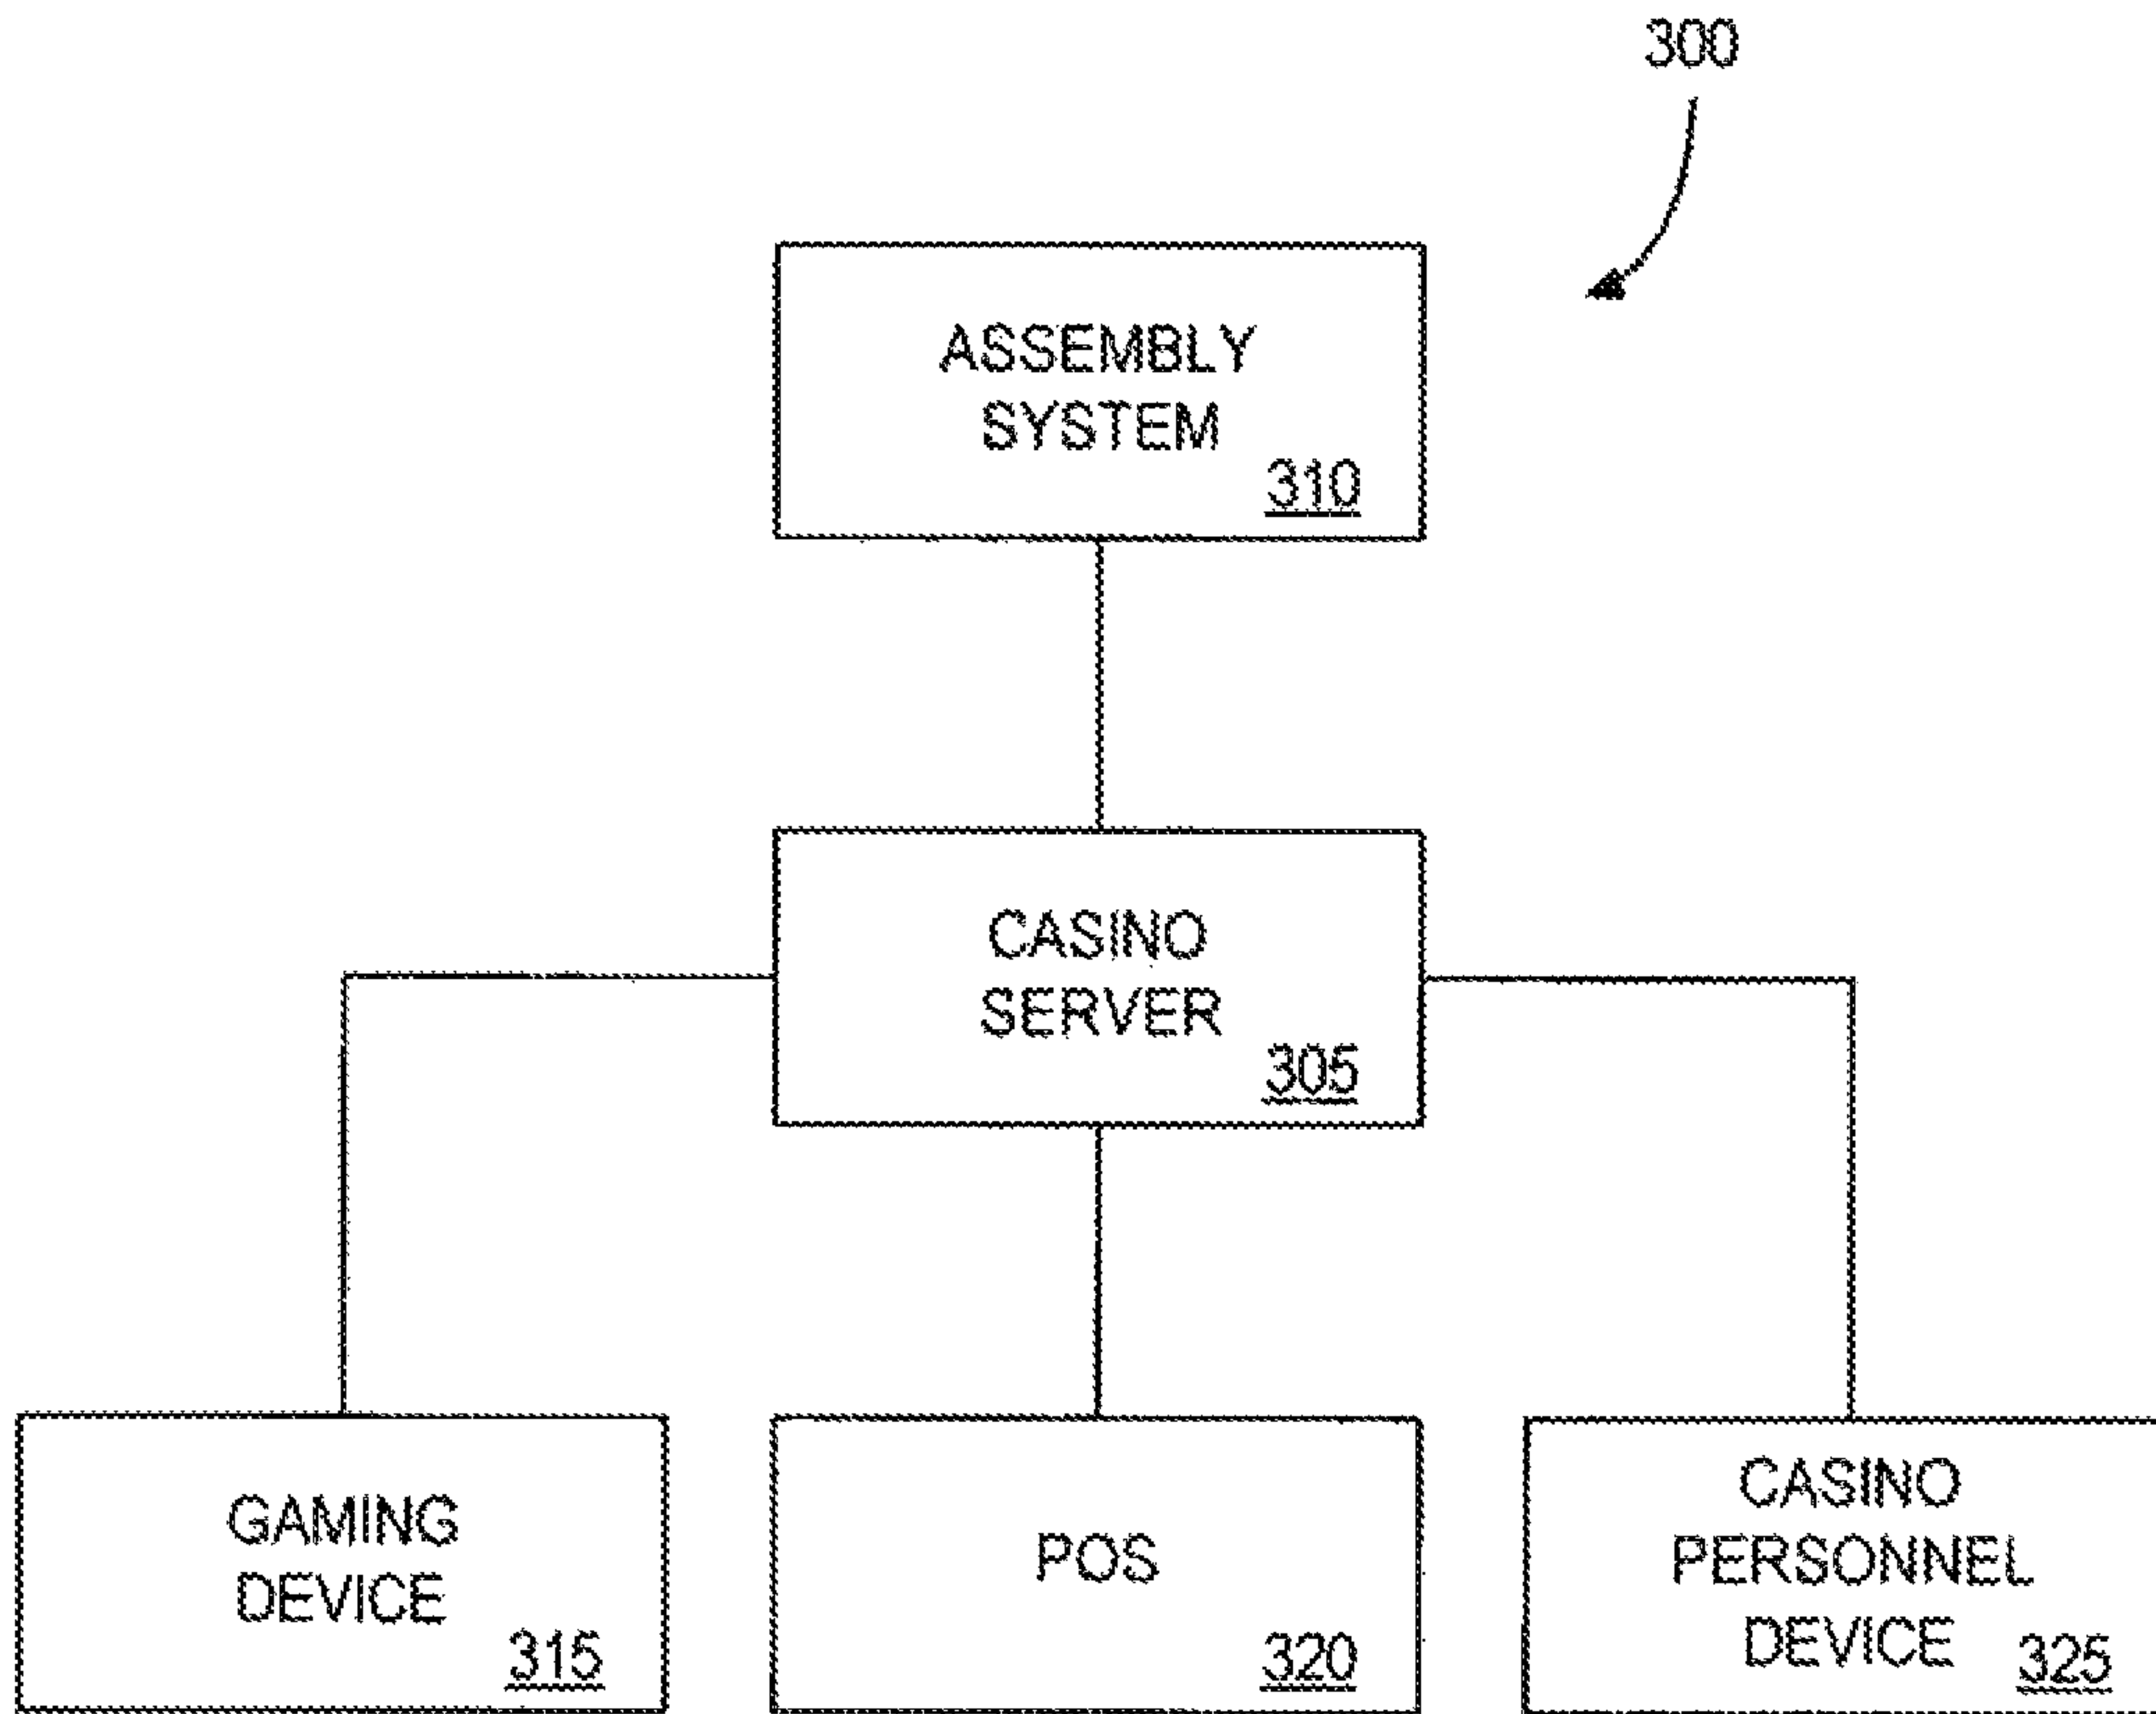 300
ASSEMBLY
SYSTEM
310
CASINO
SERVER
305
GAMING
DEVICE
315
POS
320
CASINO
PERSONNEL
DEVICE
325